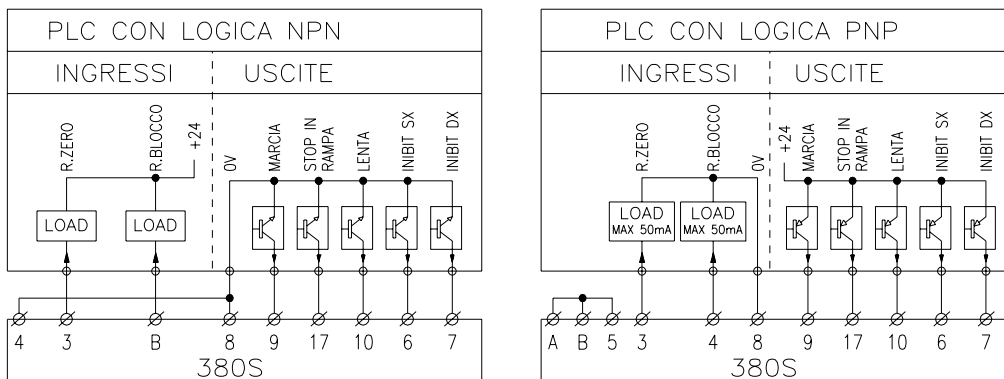 PLC CON LOGICA NPN
INGRESSI USCITE
R.ZERO
R.BLOCCO
+24
0V
MARCIA
STOP IN
RAMPA
LENTA
INIBIT SX
INIBIT DX
LOAD LOAD
4 3 B 8 9 17 10 6 7
380S
PLC CON LOGICA PNP
INGRESSI USCITE
R.ZERO
R.BLOCCO
0V
+24
MARCIA
STOP IN
RAMPA
LENTA
INIBIT SX
INIBIT DX
LOAD LOAD
MAX 50mA MAX 50mA
A B 5 3 4 8 9 17 10 6 7
380S